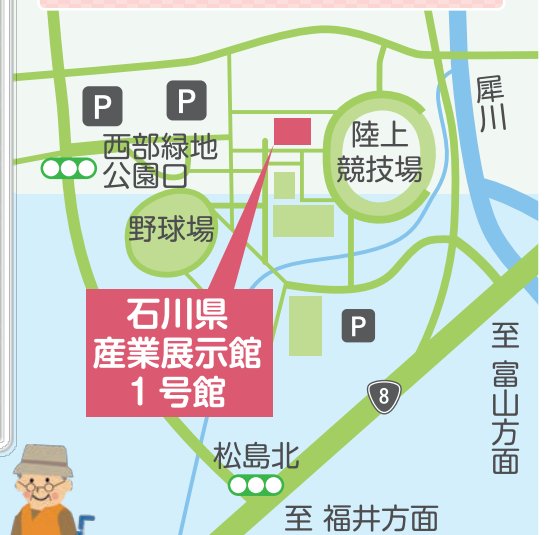 P
P
犀川
西部緑地
公園口
陸上
競技場
野球場
石川県
産業展示館
1号館
P
8
至 富山方面
松島北
至 福井方面